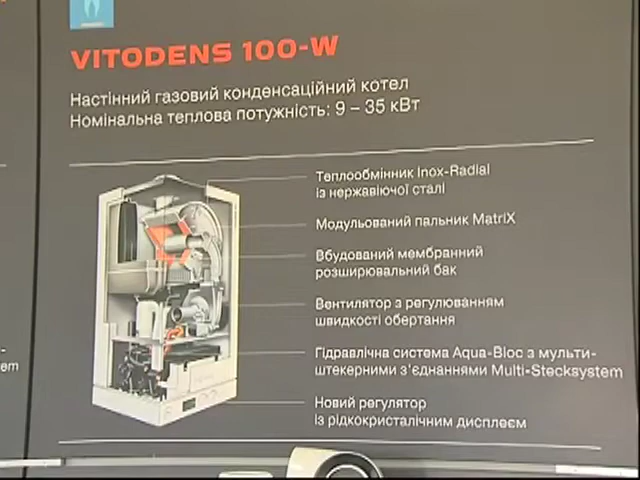 VITODENS 100-W
Настінний газовий конденсаційний котел
Номінальна теплова потужність: 9 – 35 кВт
Теплообмінник Inox-Radial
із нержавіючої сталі
Модульований пальник MatriX
Вбудований мембранний
розширювальний бак
Вентилятор з регулюванням
швидкості обертання
Гідравлічна система Aqua-Bloc з мульти-
штекерними з'єднаннями Multi-Stecksystem
Новий регулятор
із рідкокристалічним дисплеєм